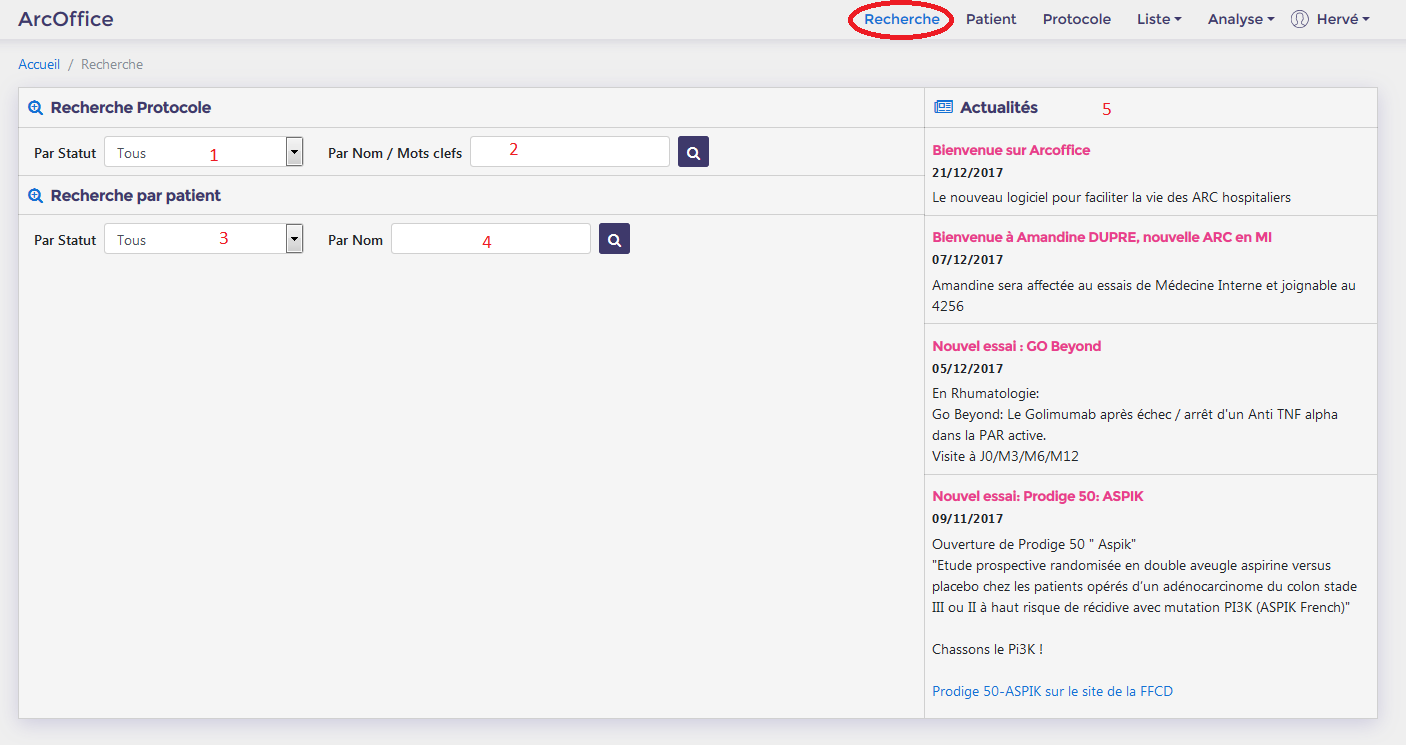 ArcOffice
Recherche Patient Protocole Liste Analyse Hervé
Accueil / Recherche
Recherche Protocole
Par Statut Tous 1 Par Nom / Mots clefs 2
Recherche par patient
Par Statut Tous 3 Par Nom 4
Actualités 5
Bienvenue sur Arcoffice
21/12/2017
Le nouveau logiciel pour faciliter la vie des ARC hospitaliers
Bienvenue à Amandine DUPRE, nouvelle ARC en MI
07/12/2017
Amandine sera affectée au essais de Médecine Interne et joignable au
4256
Nouvel essai : GO Beyond
05/12/2017
En Rhumatologie:
Go Beyond: Le Golimumab après échec / arrêt d'un Anti TNF alpha
dans la PAR active.
Visite à J0/M3/M6/M12
Nouvel essai: Prodige 50: ASPIK
09/11/2017
Ouverture de Prodige 50 " Aspik"
"Etude prospective randomisée en double aveugle aspirine versus
placebo chez les patients opérés d'un adénocarcinome du colon stade
III ou II à haut risque de récidive avec mutation PI3K (ASPIK French)"
Chassons le Pi3K !
Prodige 50-ASPIK sur le site de la FFCD